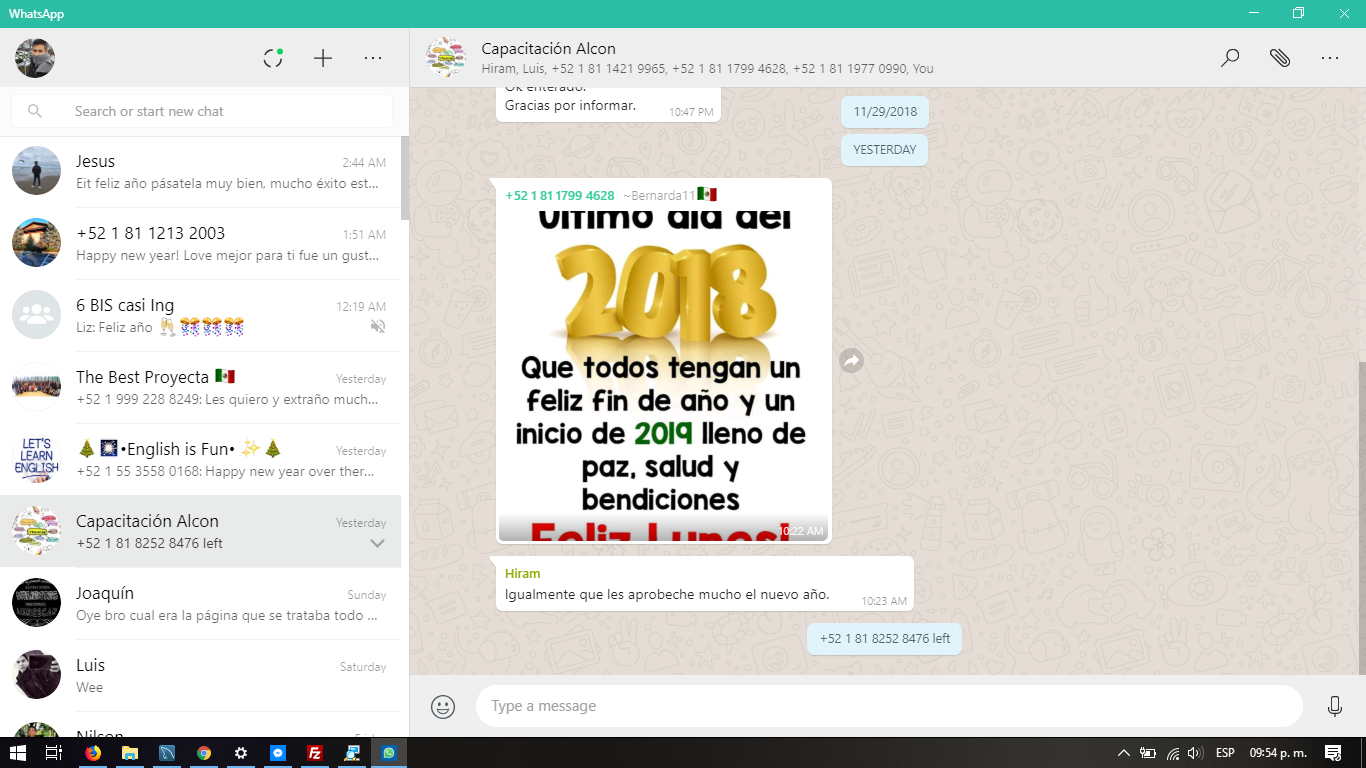 WhatsApp
Search or start new chat
Jesus
2:44 AM
Eit feliz año pásatela muy bien, mucho éxito est...
+52 1 81 1213 2003
1:51 AM
Happy new year! Love mejor para ti fue un gust...
6 BIS casi Ing
12:19 AM
Liz: Feliz año 🥂 🎊🎊🎊
The Best Proyecta 🇲🇽
Yesterday
+52 1 999 228 8249: Les quiero y extraño much...
LET'S
LEARN
ENGLISH
🎄 🎆•English is Fun• ✨🎄
Yesterday
+52 1 55 3558 0168: Happy new year over ther...
Capacitación Alcon
Yesterday
+52 1 81 8252 8476 left
Joaquín
Sunday
Oye bro cual era la página que se trataba todo ...
Luis
Saturday
Wee
Nilson
Capacitación Alcon
Hiram, Luis, +52 1 81 1421 9965, +52 1 81 1799 4628, +52 1 81 1977 0990, You
Ok enterado.
Gracias por informar.
10:47 PM
11/29/2018
YESTERDAY
+52 1 81 1799 4628 ~Bernarda11🇲🇽
Último día del
2018
Que todos tengan un
feliz fin de año y un
inicio de 2019 lleno de
paz, salud y
bendiciones
Feliz Lunes!
10:22 AM
Hiram
Igualmente que les aprobeche mucho el nuevo año.
10:23 AM
+52 1 81 8252 8476 left
Type a message
ESP
09:54 p. m.